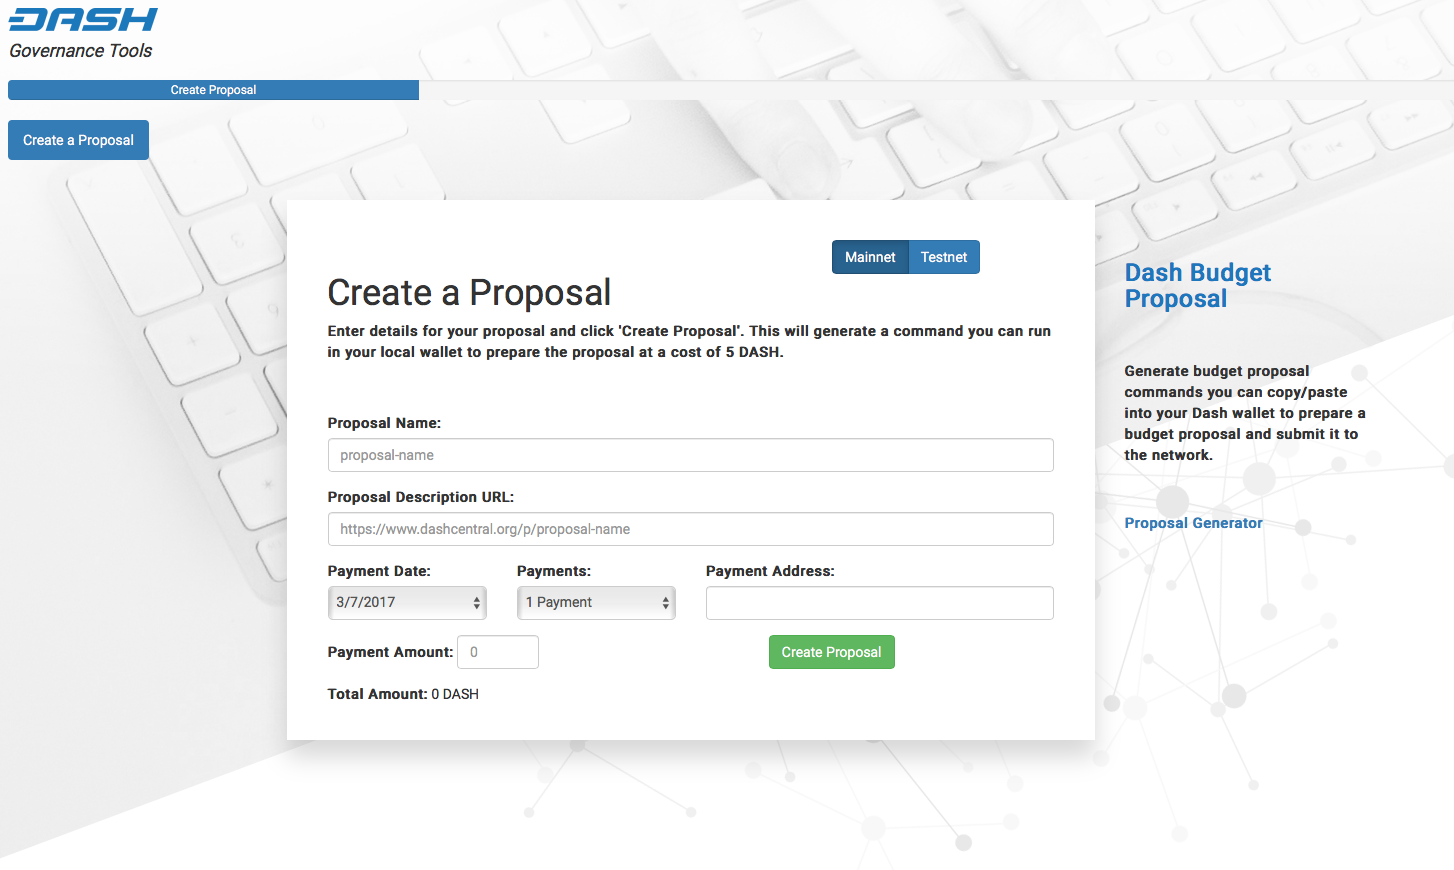 DASH
Governance Tools
Create Proposal
Create a Proposal
Mainnet Testnet
Create a Proposal
Enter details for your proposal and click 'Create Proposal'. This will generate a command you can run
in your local wallet to prepare the proposal at a cost of 5 DASH.
Proposal Name:
proposal-name
Proposal Description URL:
https://www.dashcentral.org/p/proposal-name
Payment Date: Payments: Payment Address:
3/7/2017 1 Payment
Payment Amount: 0 Create Proposal
Total Amount: 0 DASH
Dash Budget
Proposal
Generate budget proposal
commands you can copy/paste
into your Dash wallet to prepare a
budget proposal and submit it to
the network.
Proposal Generator